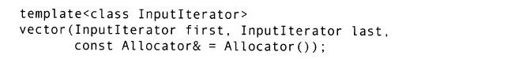 template<class InputIterator>
vector(InputIterator first, InputIterator last,
const Allocator& = Allocator());